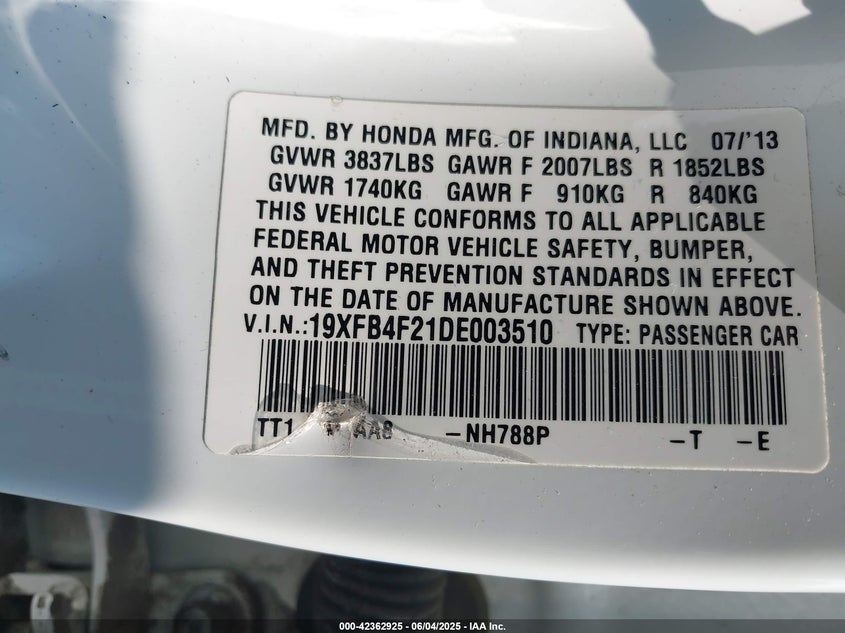 MFD. BY HONDA MFG. OF INDIANA, LLC 07/'13
GVWR 3837LBS GAWR F 2007LBS R 1852LBS
GVWR 1740KG GAWR F 910KG R 840KG
THIS VEHICLE CONFORMS TO ALL APPLICABLE
FEDERAL MOTOR VEHICLE SAFETY, BUMPER,
AND THEFT PREVENTION STANDARDS IN EFFECT
ON THE DATE OF MANUFACTURE SHOWN ABOVE.
V.I.N.:19XFB4F21DE003510 TYPE: PASSENGER CAR
TT1 AA8 -NH788P -T -E
000-42362925 - 06/04/2025 - IAA Inc.